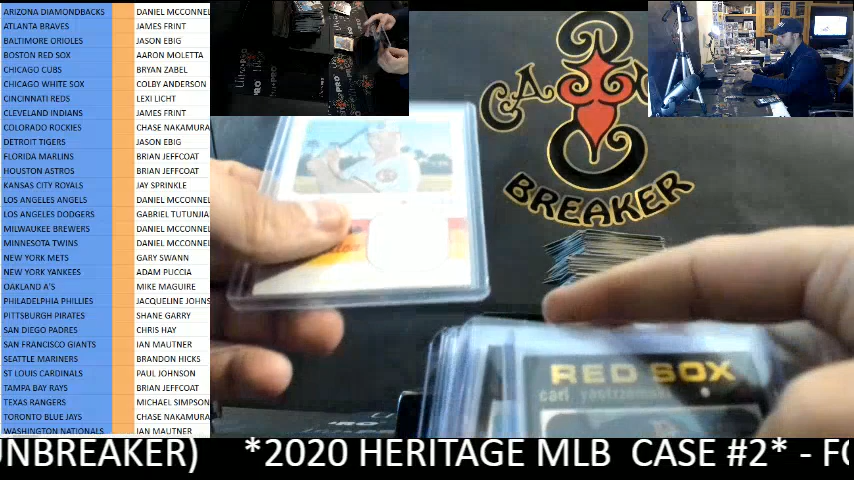 ARIZONA DIAMONDBACKS DANIEL MCCONNEL
ATLANTA BRAVES JAMES FRINT
BALTIMORE ORIOLES JASON EBIG
BOSTON RED SOX AARON MOLETTA
CHICAGO CUBS BRYAN ZABEL
CHICAGO WHITE SOX COLBY ANDERSON
CINCINNATI REDS LEXI LICHT
CLEVELAND INDIANS JAMES FRINT
COLORADO ROCKIES CHASE NAKAMURA
DETROIT TIGERS JASON EBIG
FLORIDA MARLINS BRIAN JEFFCOAT
HOUSTON ASTROS BRIAN JEFFCOAT
KANSAS CITY ROYALS JAY SPRINKLE
LOS ANGELES ANGELS DANIEL MCCONNEL
LOS ANGELES DODGERS GABRIEL TUTUNJIA
MILWAUKEE BREWERS DANIEL MCCONNEL
MINNESOTA TWINS DANIEL MCCONNEL
NEW YORK METS GARY SWANN
NEW YORK YANKEES ADAM PUCCIA
OAKLAND A'S MIKE MAGUIRE
PHILADELPHIA PHILLIES JACQUELINE JOHNS
PITTSBURGH PIRATES SHANE GARRY
SAN DIEGO PADRES CHRIS HAY
SAN FRANCISCO GIANTS IAN MAUTNER
SEATTLE MARINERS BRANDON HICKS
ST LOUIS CARDINALS PAUL JOHNSON
TAMPA BAY RAYS BRIAN JEFFCOAT
TEXAS RANGERS MICHAEL SIMPSON
TORONTO BLUE JAYS CHASE NAKAMURA
WASHINGTON NATIONALS IAN MAUTNER
BREAKER
RED SOX
carl yastrzemski
UNBREAKER) *2020 HERITAGE MLB CASE #2* - FO